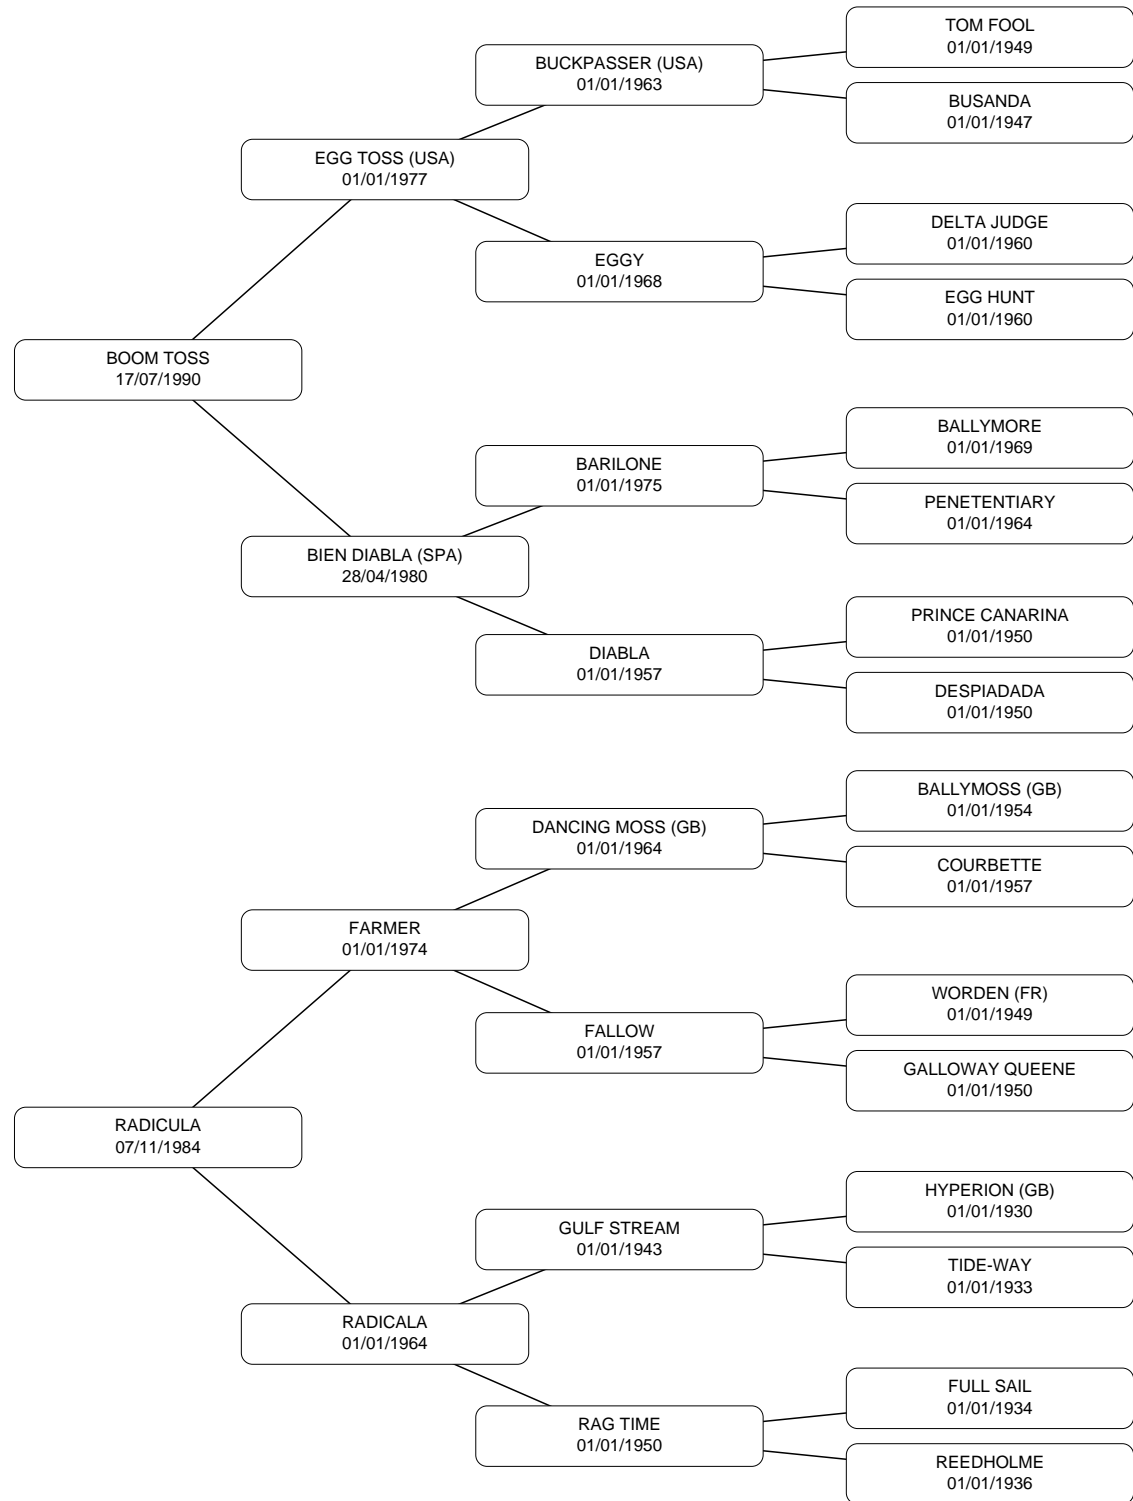 TOM FOOL
01/01/1949
BUCKPASSER (USA)
01/01/1963
BUSANDA
01/01/1947
EGG TOSS (USA)
01/01/1977
DELTA JUDGE
01/01/1960
EGGY
01/01/1968
EGG HUNT
01/01/1960
BOOM TOSS
17/07/1990
BALLYMORE
01/01/1969
BARILONE
01/01/1975
PENETENTIARY
01/01/1964
BIEN DIABLA (SPA)
28/04/1980
PRINCE CANARINA
01/01/1950
DIABLA
01/01/1957
DESPIADADA
01/01/1950
BALLYMOSS (GB)
01/01/1954
DANCING MOSS (GB)
01/01/1964
COURBETTE
01/01/1957
FARMER
01/01/1974
WORDEN (FR)
01/01/1949
FALLOW
01/01/1957
GALLOWAY QUEENE
01/01/1950
RADICULA
07/11/1984
HYPERION (GB)
01/01/1930
GULF STREAM
01/01/1943
TIDE-WAY
01/01/1933
RADICALA
01/01/1964
FULL SAIL
01/01/1934
RAG TIME
01/01/1950
REEDHOLME
01/01/1936